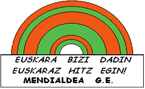 EUSKARA BIZI DADIN
EUSKARAZ HITZ EGIN!
MENDIALDEA G.E.